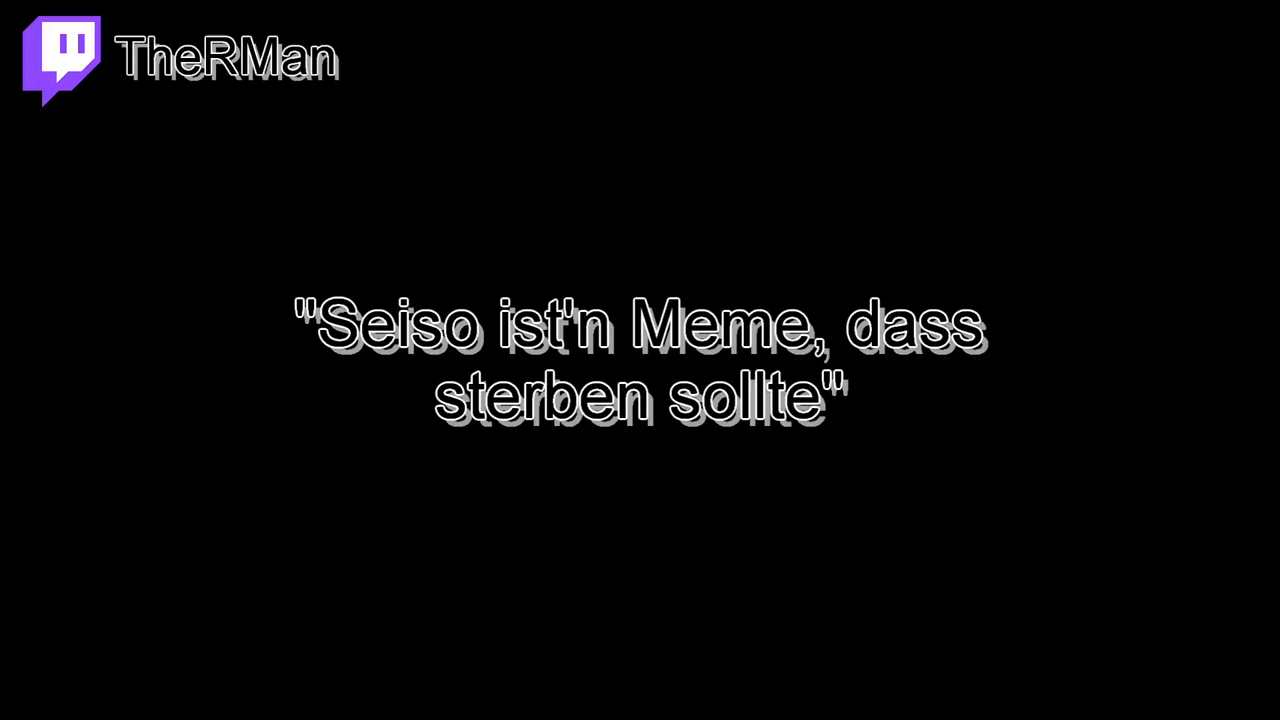 TheRMan
"Seiso ist'n Meme, dass
sterben sollte"